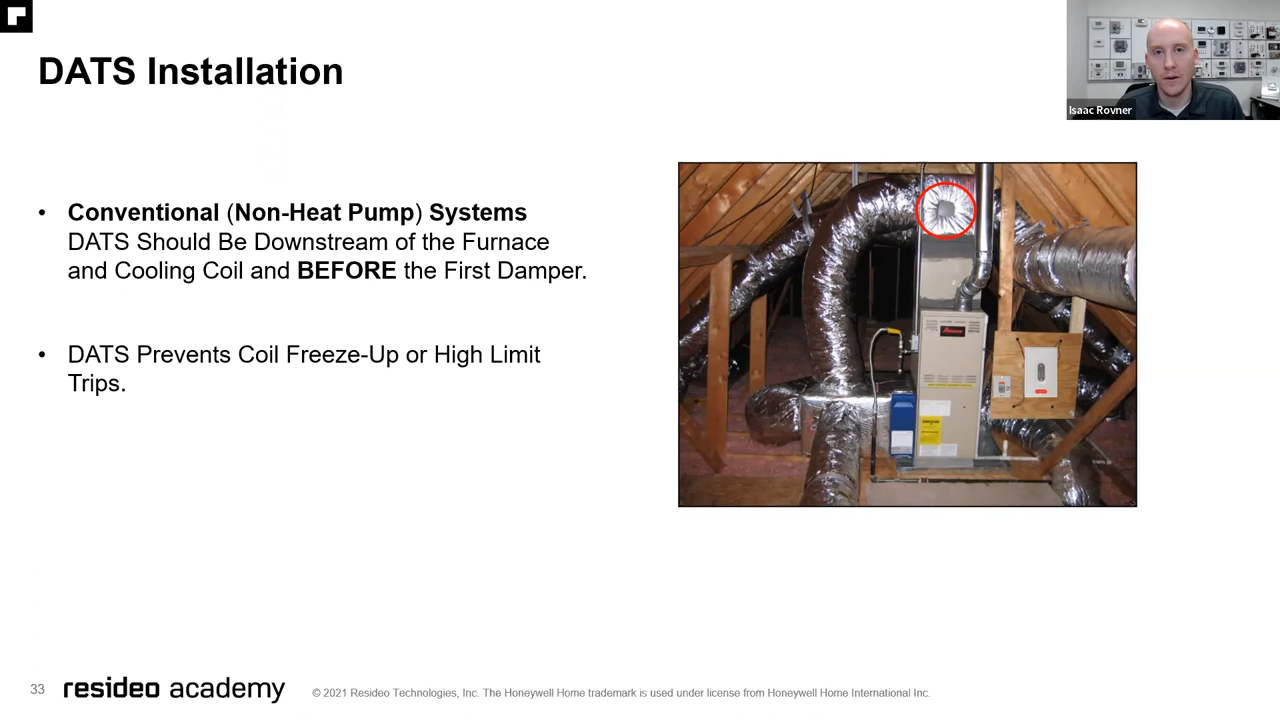 DATS Installation
Isaac Rovner
• Conventional (Non-Heat Pump) Systems
DATS Should Be Downstream of the Furnace
and Cooling Coil and BEFORE the First Damper.
• DATS Prevents Coil Freeze-Up or High Limit
Trips.
33
resideo academy
© 2021 Resideo Technologies, Inc. The Honeywell Home trademark is used under license from Honeywell Home International Inc.